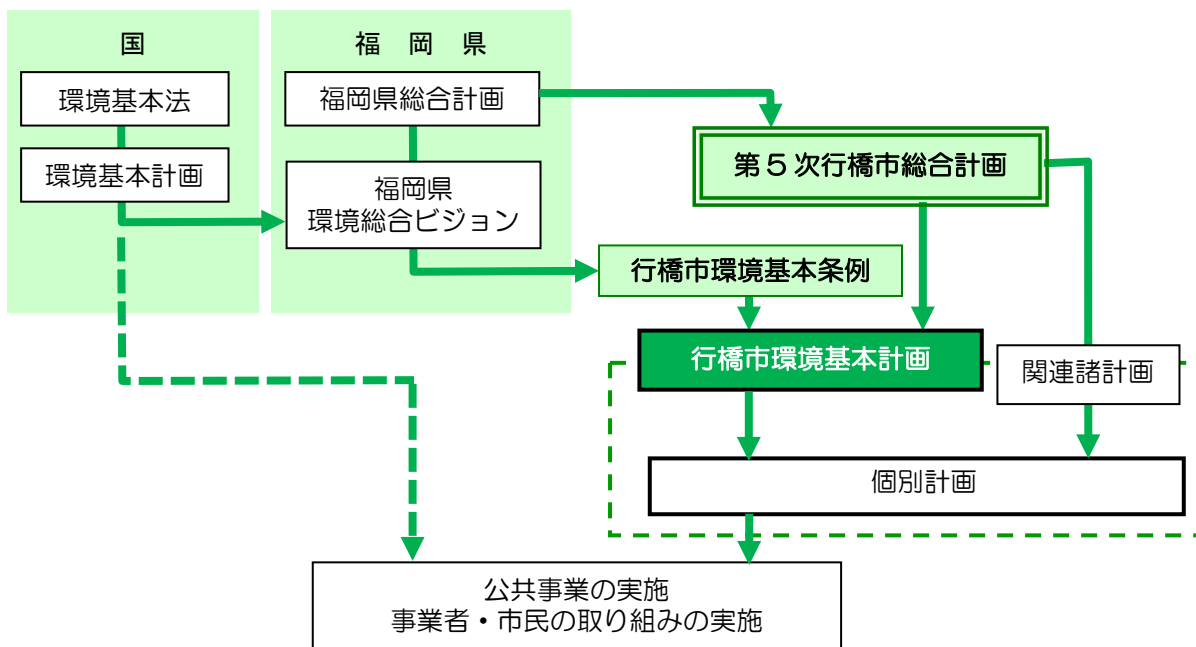 国
福岡県
環境基本法
福岡県総合計画
環境基本計画
福岡県
環境総合ビジョン
第5次行橋市総合計画
行橋市環境基本条例
行橋市環境基本計画
関連諸計画
個別計画
公共事業の実施
事業者・市民の取り組みの実施